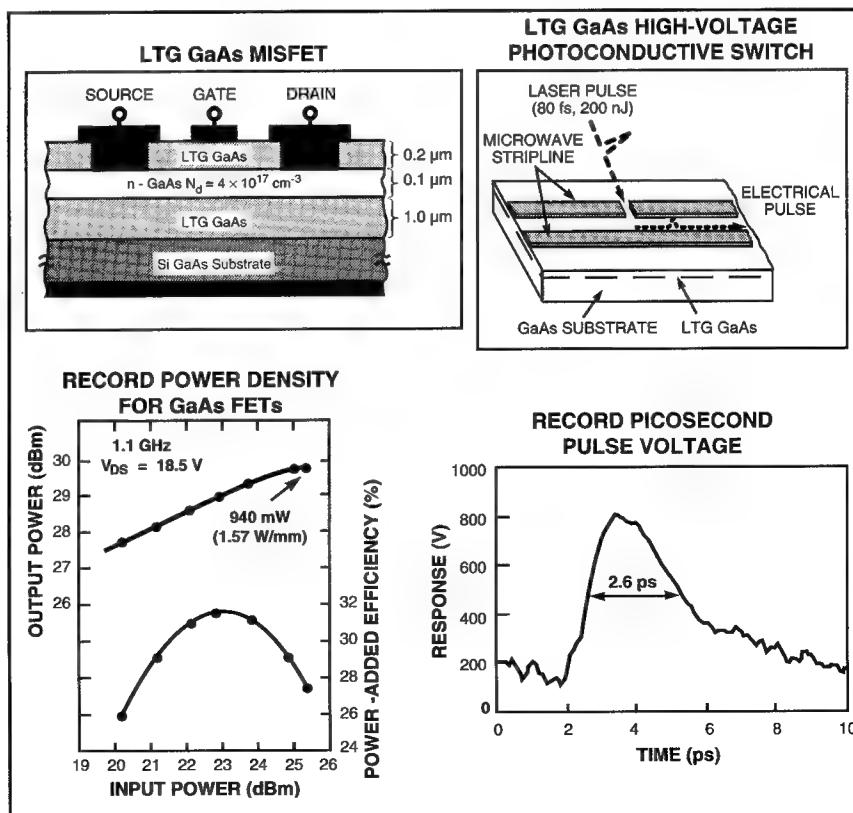 LTG GaAs MISFET
SOURCE GATE DRAIN
LTG GaAs
n - GaAs Nd = 4 × 10^17 cm^-3
LTG GaAs
Si GaAs Substrate
0.2 µm
0.1 µm
1.0 µm
LTG GaAs HIGH-VOLTAGE
PHOTOCONDUCTIVE SWITCH
LASER PULSE
(80 fs, 200 nJ)
MICROWAVE
STRIPLINE
ELECTRICAL
PULSE
GaAs SUBSTRATE LTG GaAs
RECORD POWER DENSITY
FOR GaAs FETs
1.1 GHz
VDS = 18.5 V
940 mW
(1.57 W/mm)
OUTPUT POWER (dBm)
30
29
28
27
26
25
POWER -ADDED EFFICIENCY (%)
32
31
30
28
26
24
19 20 21 22 23 24 25 26
INPUT POWER (dBm)
RECORD PICOSECOND
PULSE VOLTAGE
RESPONSE (V)
1000
800
600
400
200
0
2.6 ps
0 2 4 6 8 10
TIME (ps)